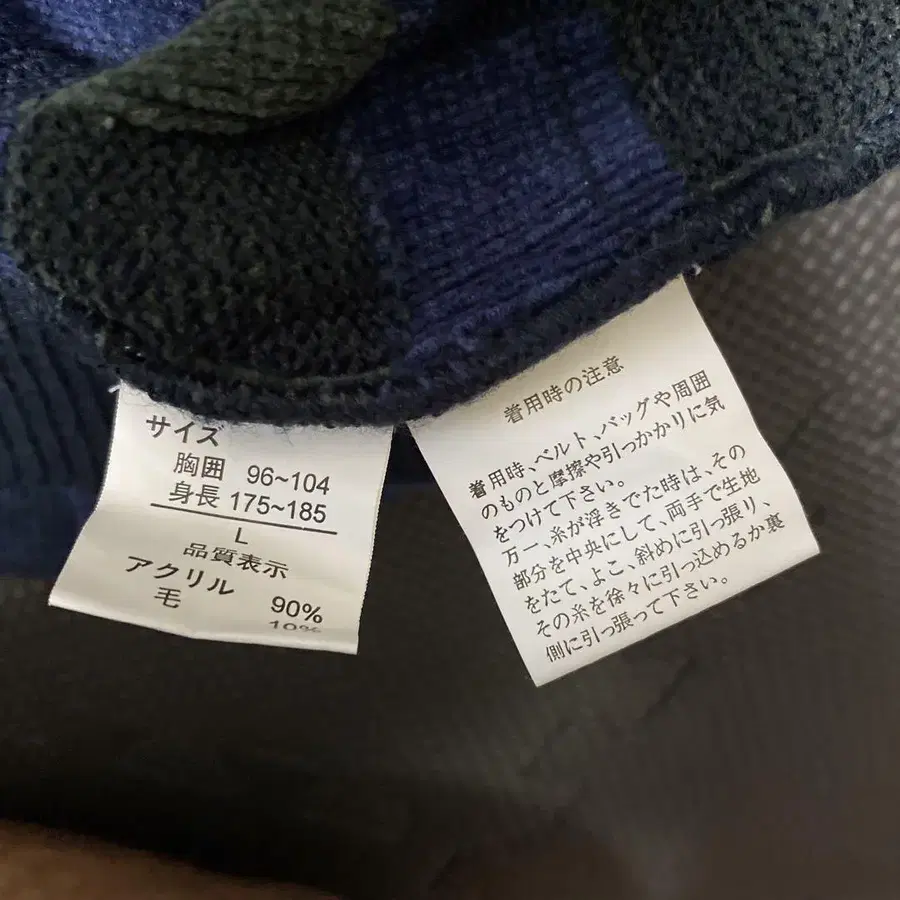 サイズ
胸囲 96~104
身長 175~185
L
品質表示
アクリル 90%
毛 10%
着用時の注意
着用時、ベルト、バッグや周囲
のものと摩擦や引っかかりに気
をつけて下さい。
万一、糸が浮きでた時は、その
部分を中央にして、両手で生地
をたて、よこ、斜めに引っ張り、
その糸を徐々に引っ込めるか裏
側に引っ張って下さい。